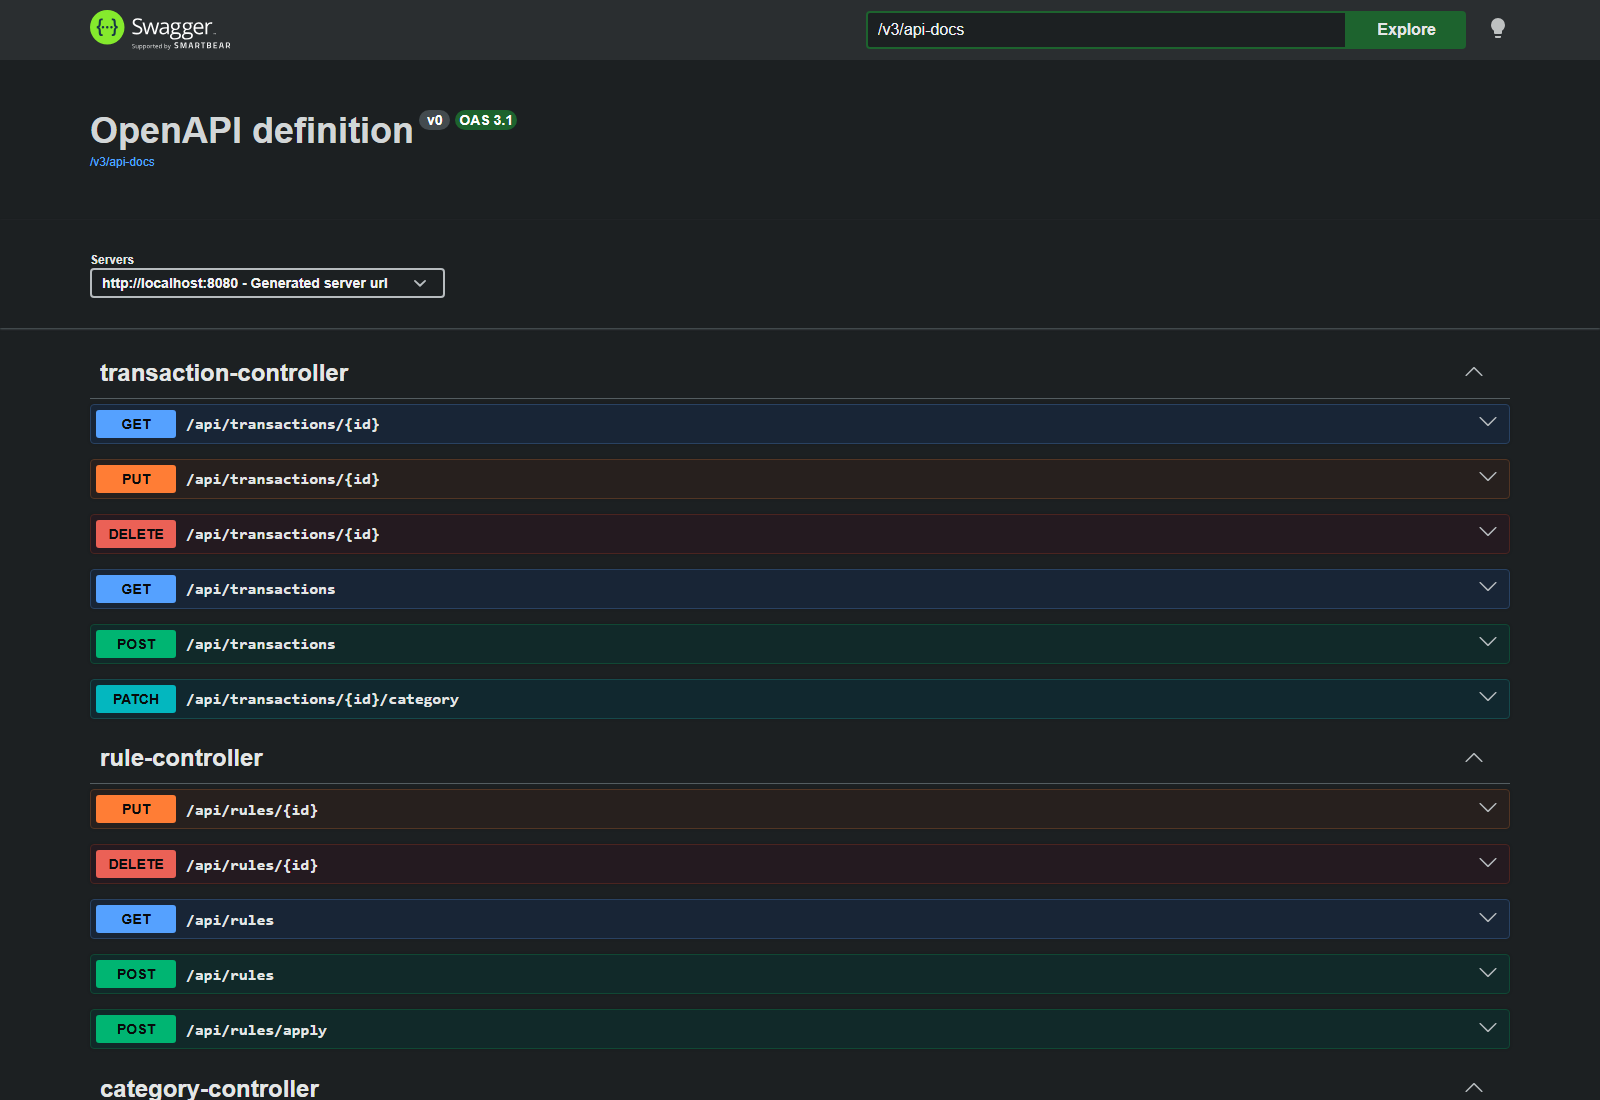 {···} Swagger.
Supported by SMARTBEAR
/v3/api-docs
Explore
OpenAPI definition v0 OAS 3.1
/v3/api-docs
Servers
http://localhost:8080 - Generated server url
transaction-controller
GET /api/transactions/{id}
PUT /api/transactions/{id}
DELETE /api/transactions/{id}
GET /api/transactions
POST /api/transactions
PATCH /api/transactions/{id}/category
rule-controller
PUT /api/rules/{id}
DELETE /api/rules/{id}
GET /api/rules
POST /api/rules
POST /api/rules/apply
category-controller